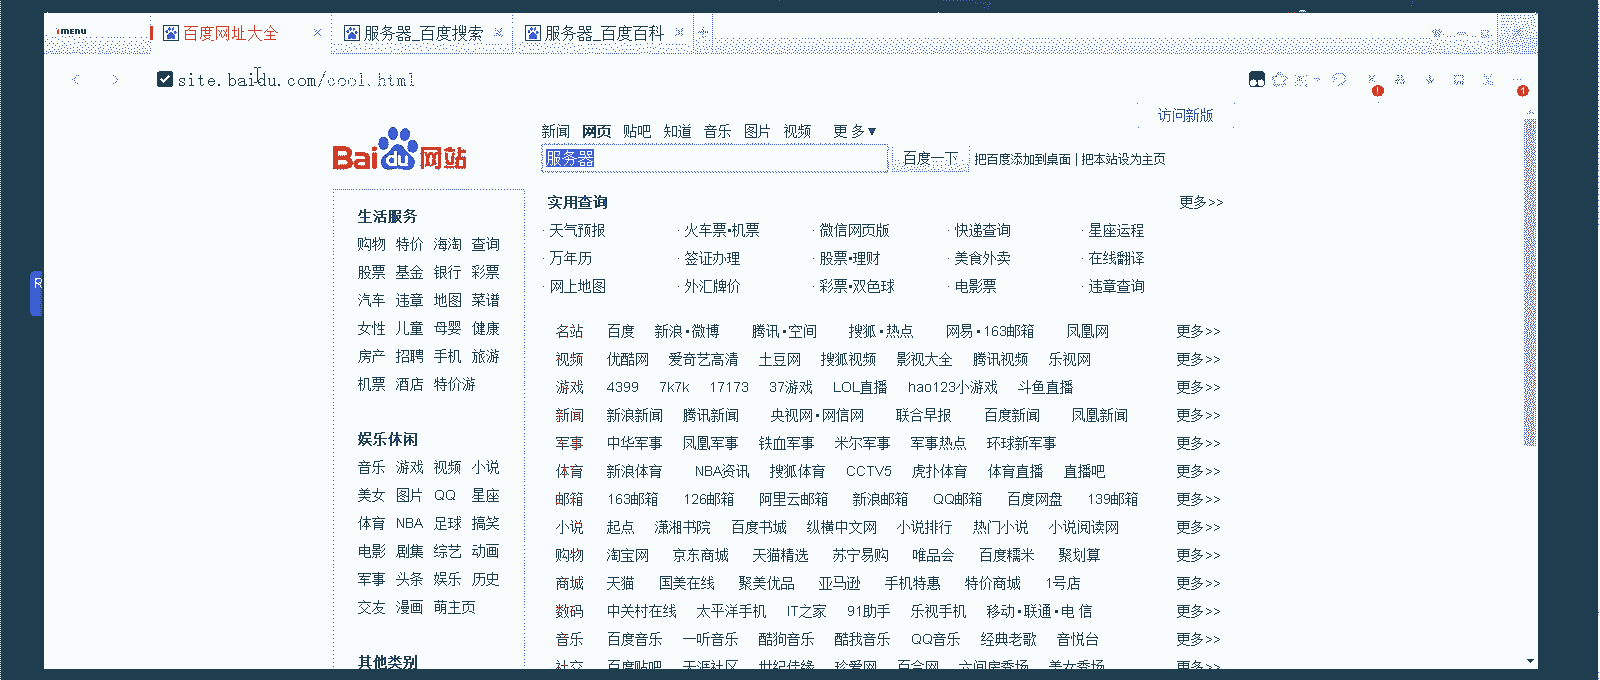 menu
百度网址大全
服务器_百度搜索
服务器_百度百科
site.baidu.com/cool.html
访问新版
Bai du 网站
新闻 网页 贴吧 知道 音乐 图片 视频 更多▼
服务器 百度一下 把百度添加到桌面 | 把本站设为主页
生活服务
购物 特价 海淘 查询
股票 基金 银行 彩票
汽车 违章 地图 菜谱
女性 儿童 母婴 健康
房产 招聘 手机 旅游
机票 酒店 特价游
娱乐休闲
音乐 游戏 视频 小说
美女 图片 QQ 星座
体育 NBA 足球 搞笑
电影 剧集 综艺 动画
军事 头条 娱乐 历史
交友 漫画 萌主页
其他类别
实用查询 更多>>
· 天气预报 · 火车票•机票 · 微信网页版 · 快递查询 · 星座运程
· 万年历 · 签证办理 · 股票•理财 · 美食外卖 · 在线翻译
· 网上地图 · 外汇牌价 · 彩票•双色球 · 电影票 · 违章查询
名站 百度 新浪•微博 腾讯•空间 搜狐•热点 网易•163邮箱 凤凰网 更多>>
视频 优酷网 爱奇艺高清 土豆网 搜狐视频 影视大全 腾讯视频 乐视网 更多>>
游戏 4399 7k7k 17173 37游戏 LOL直播 hao123小游戏 斗鱼直播 更多>>
新闻 新浪新闻 腾讯新闻 央视网•网信网 联合早报 百度新闻 凤凰新闻 更多>>
军事 中华军事 凤凰军事 铁血军事 米尔军事 军事热点 环球新军事 更多>>
体育 新浪体育 NBA资讯 搜狐体育 CCTV5 虎扑体育 体育直播 直播吧 更多>>
邮箱 163邮箱 126邮箱 阿里云邮箱 新浪邮箱 QQ邮箱 百度网盘 139邮箱 更多>>
小说 起点 潇湘书院 百度书城 纵横中文网 小说排行 热门小说 小说阅读网 更多>>
购物 淘宝网 京东商城 天猫精选 苏宁易购 唯品会 百度糯米 聚划算 更多>>
商城 天猫 国美在线 聚美优品 亚马逊 手机特惠 特价商城 1号店 更多>>
数码 中关村在线 太平洋手机 IT之家 91助手 乐视手机 移动•联通•电信 更多>>
音乐 百度音乐 一听音乐 酷狗音乐 酷我音乐 QQ音乐 经典老歌 音悦台 更多>>
社交 百度贴吧 天涯社区 世纪佳缘 珍爱网 百合网 六间房秀场 美女秀场 更多>>